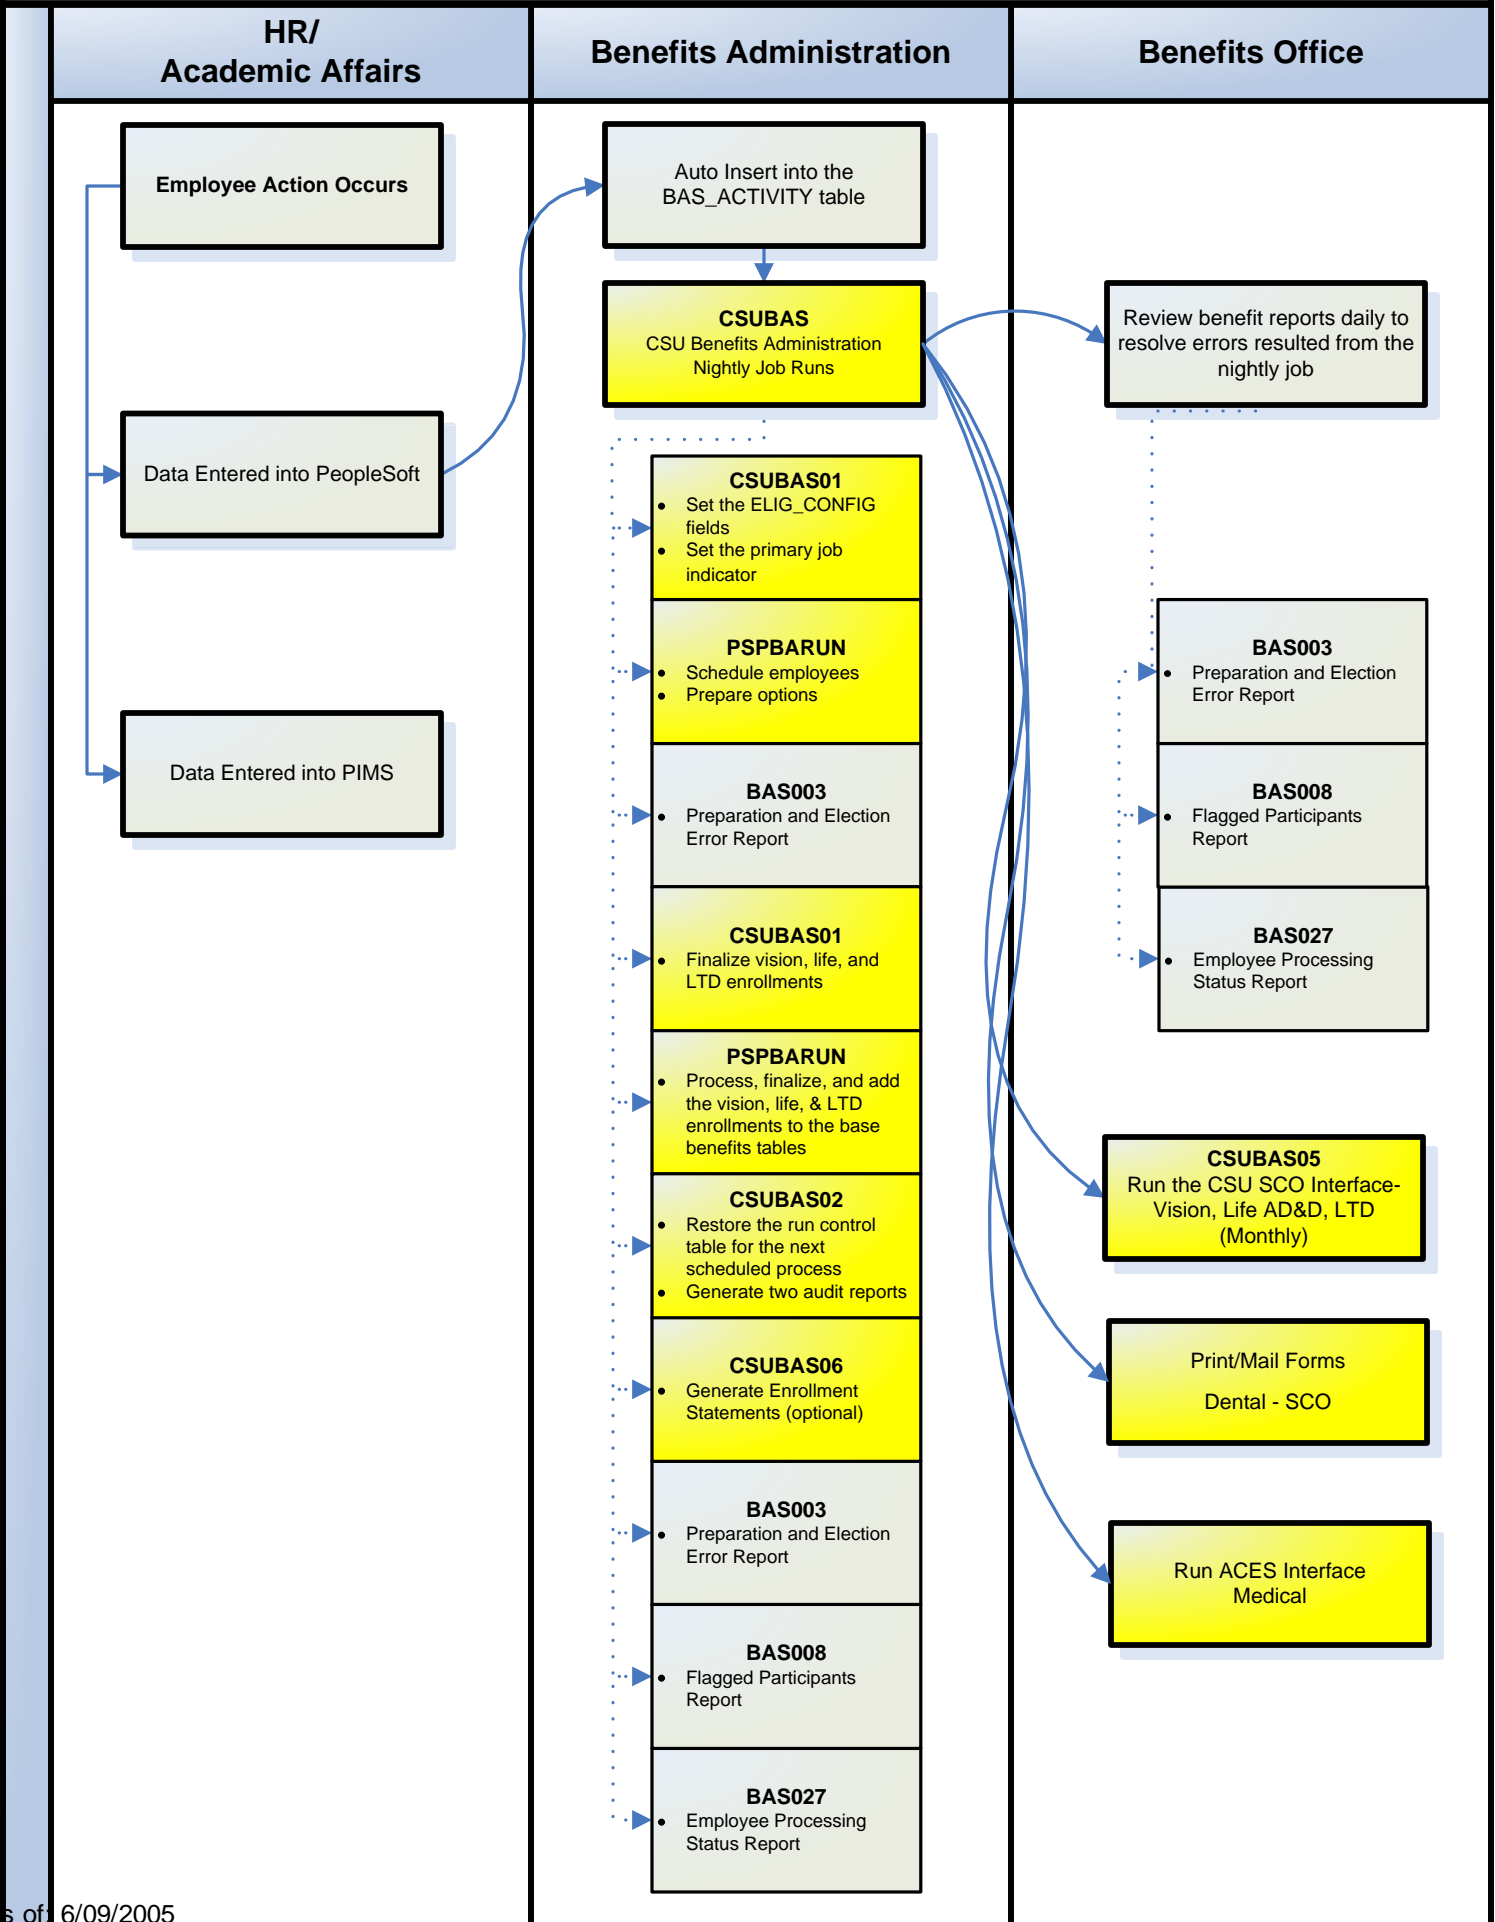 HR/
Academic Affairs
Benefits Administration
Benefits Office
Employee Action Occurs
Data Entered into PeopleSoft
Data Entered into PIMS
Auto Insert into the
BAS_ACTIVITY table
CSUBAS
CSU Benefits Administration
Nightly Job Runs
CSUBAS01
• Set the ELIG_CONFIG
fields
• Set the primary job
indicator
PSPBARUN
• Schedule employees
• Prepare options
BAS003
• Preparation and Election
Error Report
CSUBAS01
• Finalize vision, life, and
LTD enrollments
PSPBARUN
• Process, finalize, and add
the vision, life, & LTD
enrollments to the base
benefits tables
CSUBAS02
• Restore the run control
table for the next
scheduled process
• Generate two audit reports
CSUBAS06
• Generate Enrollment
Statements (optional)
BAS003
• Preparation and Election
Error Report
BAS008
• Flagged Participants
Report
BAS027
• Employee Processing
Status Report
Review benefit reports daily to
resolve errors resulted from the
nightly job
BAS003
• Preparation and Election
Error Report
BAS008
• Flagged Participants
Report
BAS027
• Employee Processing
Status Report
CSUBAS05
Run the CSU SCO Interface-
Vision, Life AD&D, LTD
(Monthly)
Print/Mail Forms
Dental - SCO
Run ACES Interface
Medical
s of: 6/09/2005